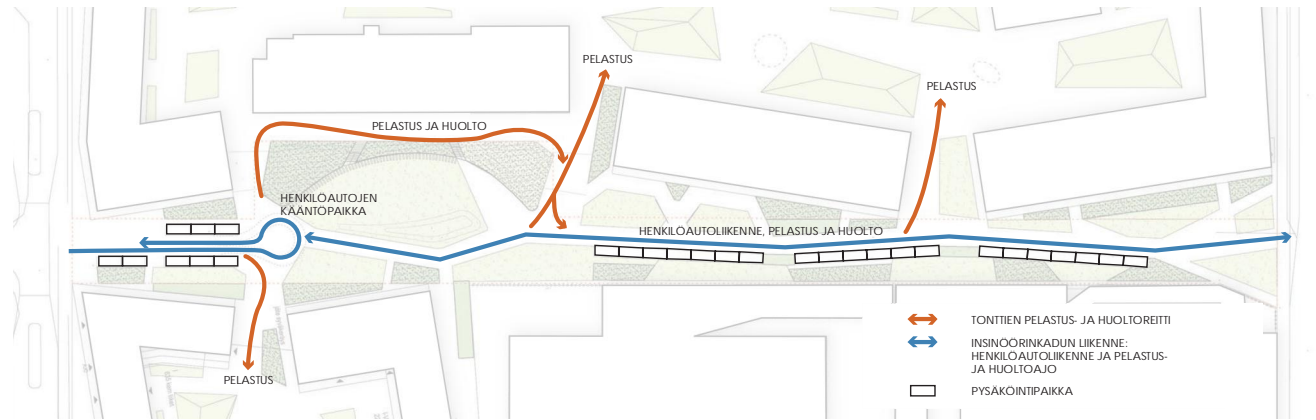 PELASTUS
PELASTUS
PELASTUS JA HUOLTO
HENKILÖAUTOJEN
KÄÄNTÖPAIKKA
HENKILÖAUTOLIIKENNE, PELASTUS JA HUOLTO
PELASTUS
TONTTIEN PELASTUS- JA HUOLTOREITTI
INSINÖÖRINKADUN LIIKENNE:
HENKILÖAUTOLIIKENNE JA PELASTUS-
JA HUOLTOAJO
PYSÄKÖINTIPAIKKA